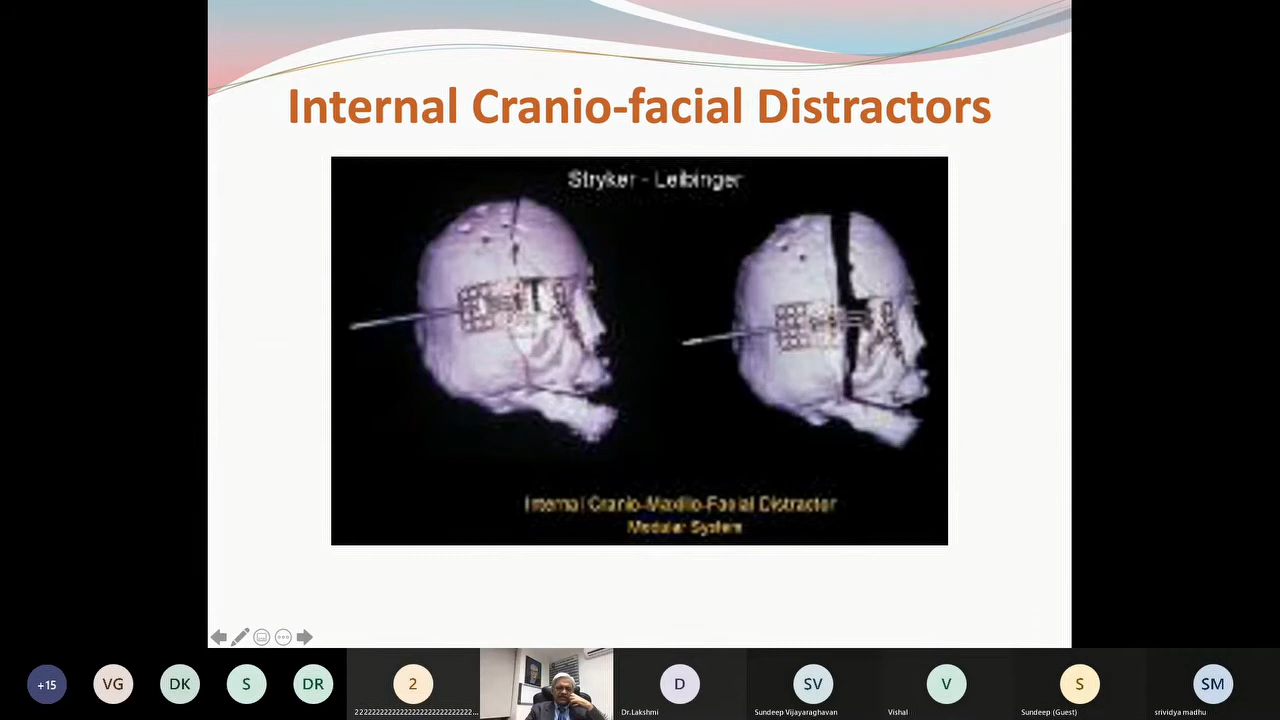 Internal Cranio-facial Distractors
Stryker - Leibinger
Internal Cranio-Maxillo-Facial Distractor
Modular System
+15
VG
DK
S
DR
2
D
SV
V
S
SM
22222222222222222222222222222...
Dr.Lakshmi
Sundeep Vijayaraghavan
Vishal
Sundeep (Guest)
srividya madhu